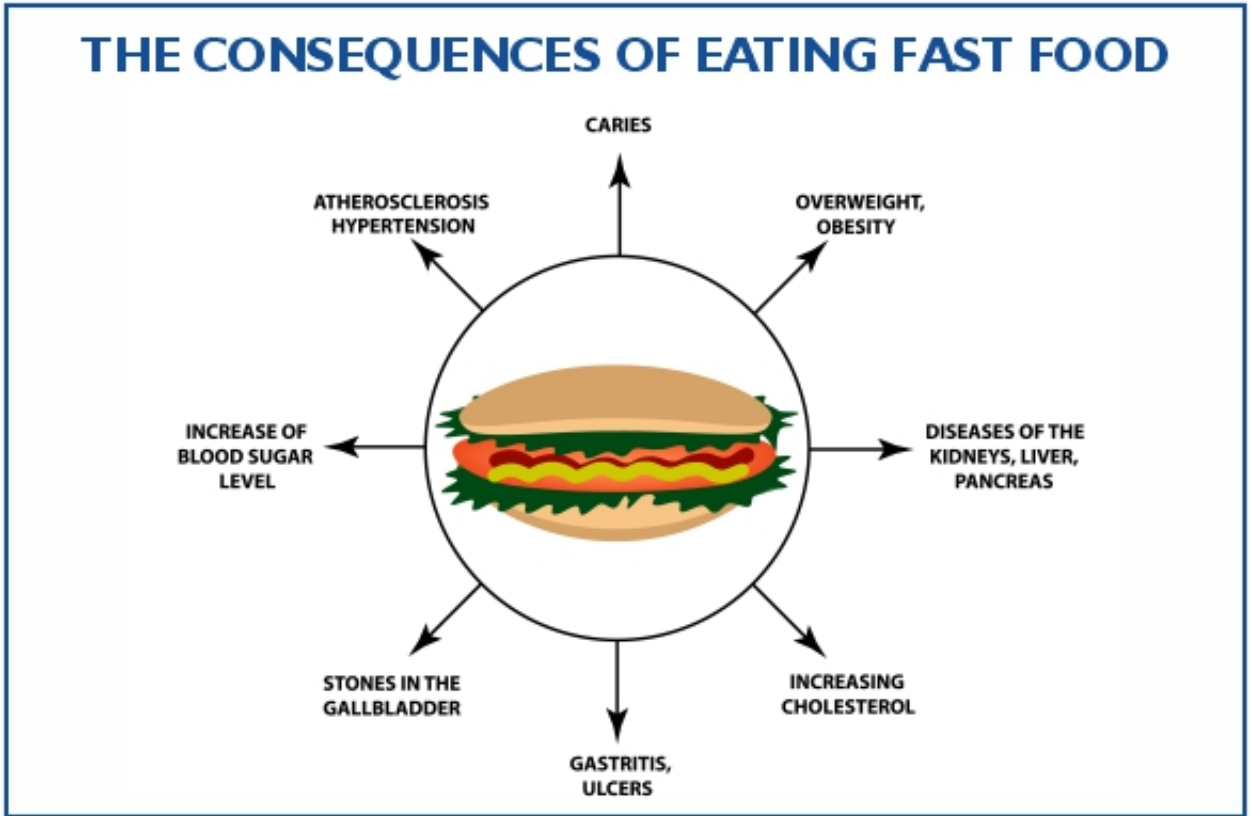 THE CONSEQUENCES OF EATING FAST FOOD
CARIES
ATHEROSCLEROSIS
HYPERTENSION
OVERWEIGHT,
OBESITY
INCREASE OF
BLOOD SUGAR
LEVEL
DISEASES OF THE
KIDNEYS, LIVER,
PANCREAS
STONES IN THE
GALLBLADDER
INCREASING
CHOLESTEROL
GASTRITIS,
ULCERS